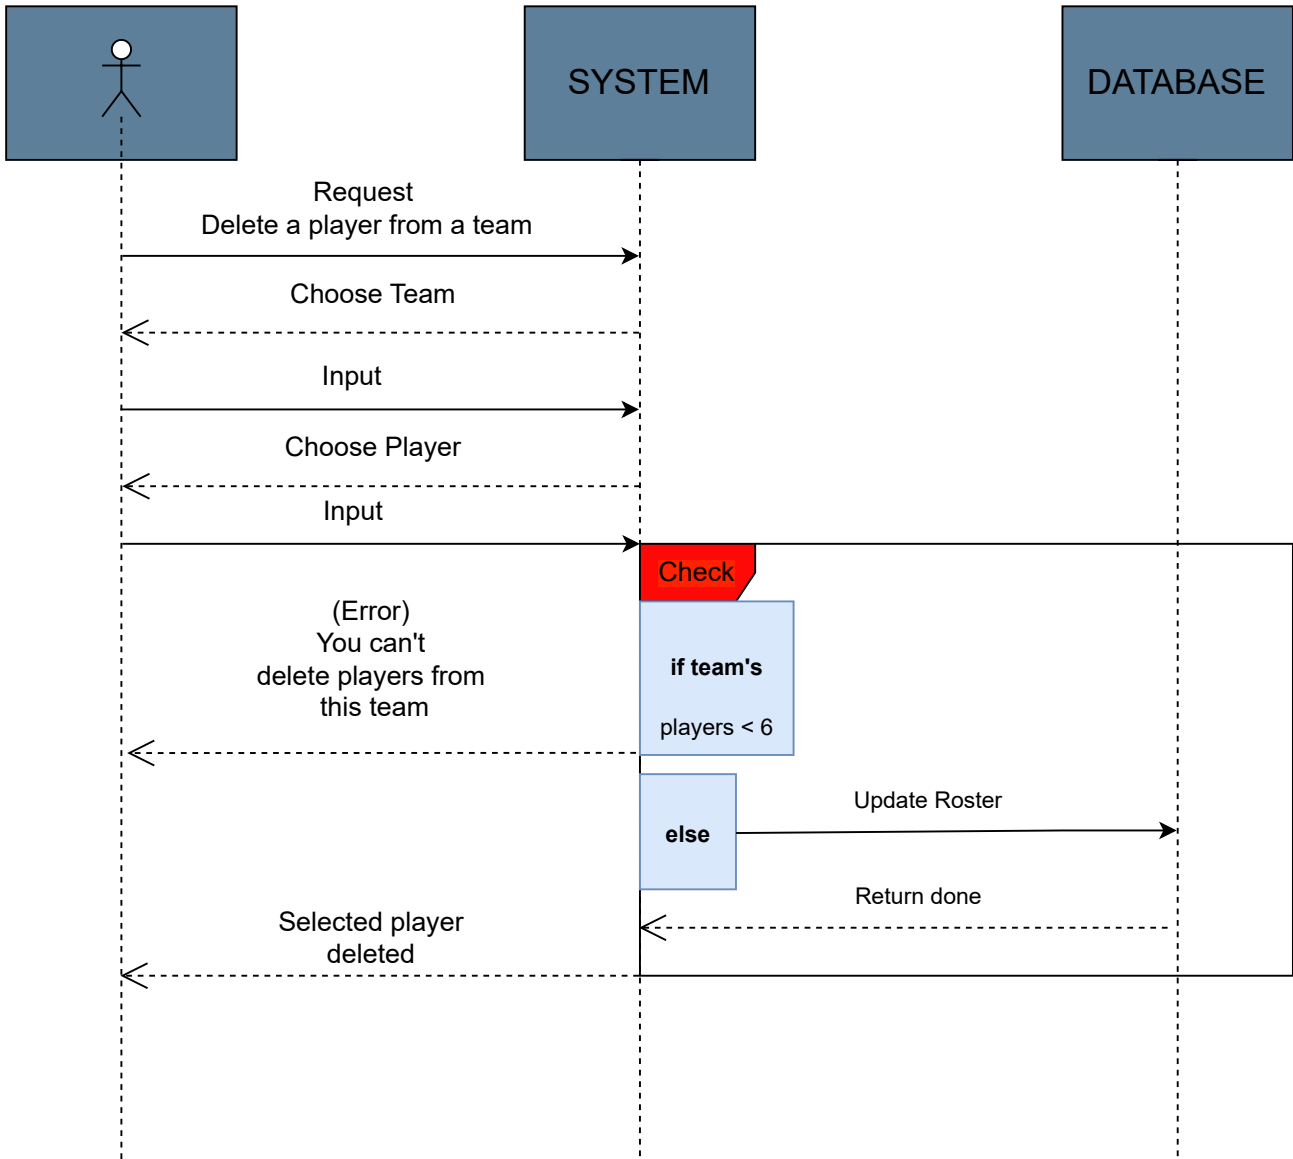 SYSTEM
DATABASE
Request
Delete a player from a team
Choose Team
Input
Choose Player
Input
Check
(Error)
You can't
delete players from
this team
if team's
players < 6
Update Roster
else
Return done
Selected player
deleted